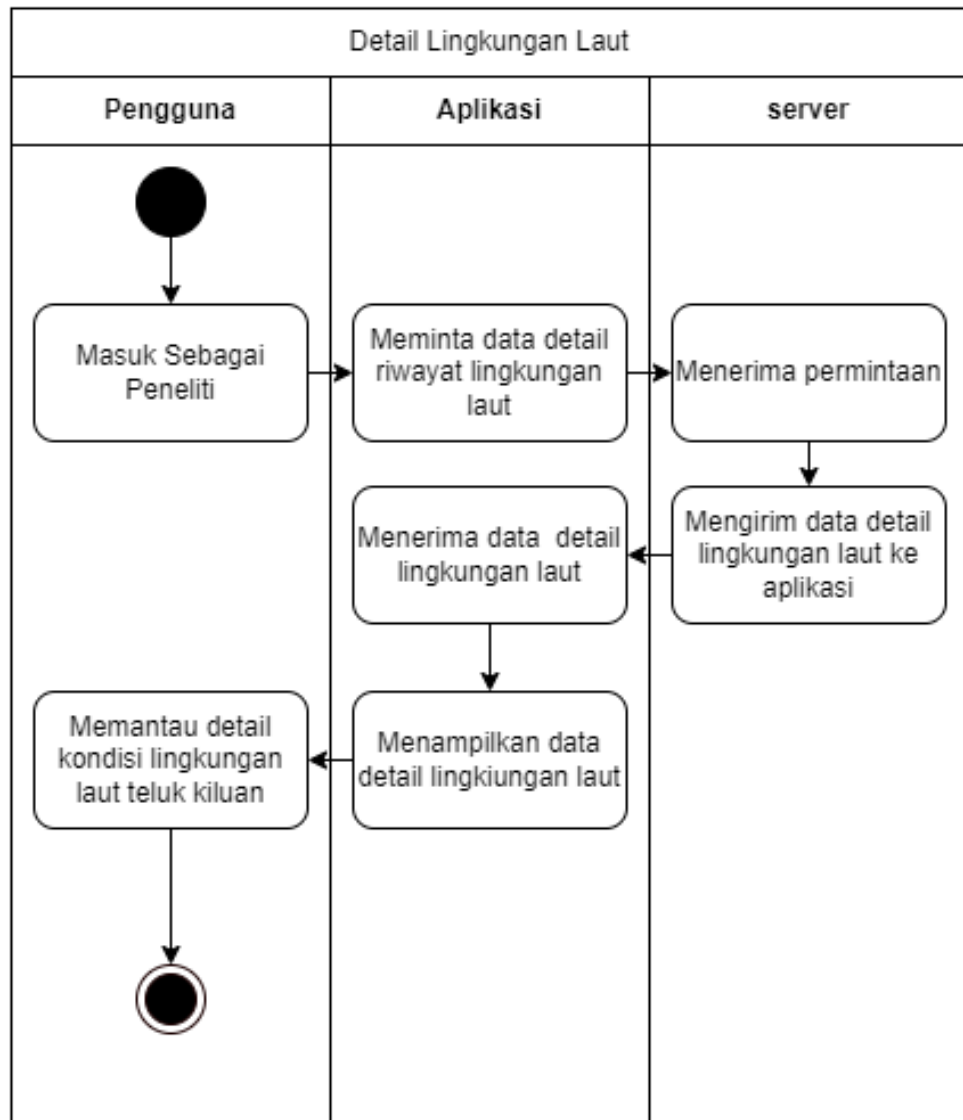 Detail Lingkungan Laut
Pengguna
Aplikasi
server
Masuk Sebagai
Peneliti
Meminta data detail
riwayat lingkungan
laut
Menerima permintaan
Menerima data  detail
lingkungan laut
Mengirim data detail
lingkungan laut ke
aplikasi
Memantau detail
kondisi lingkungan
laut teluk kiluan
Menampilkan data
detail lingkiungan laut